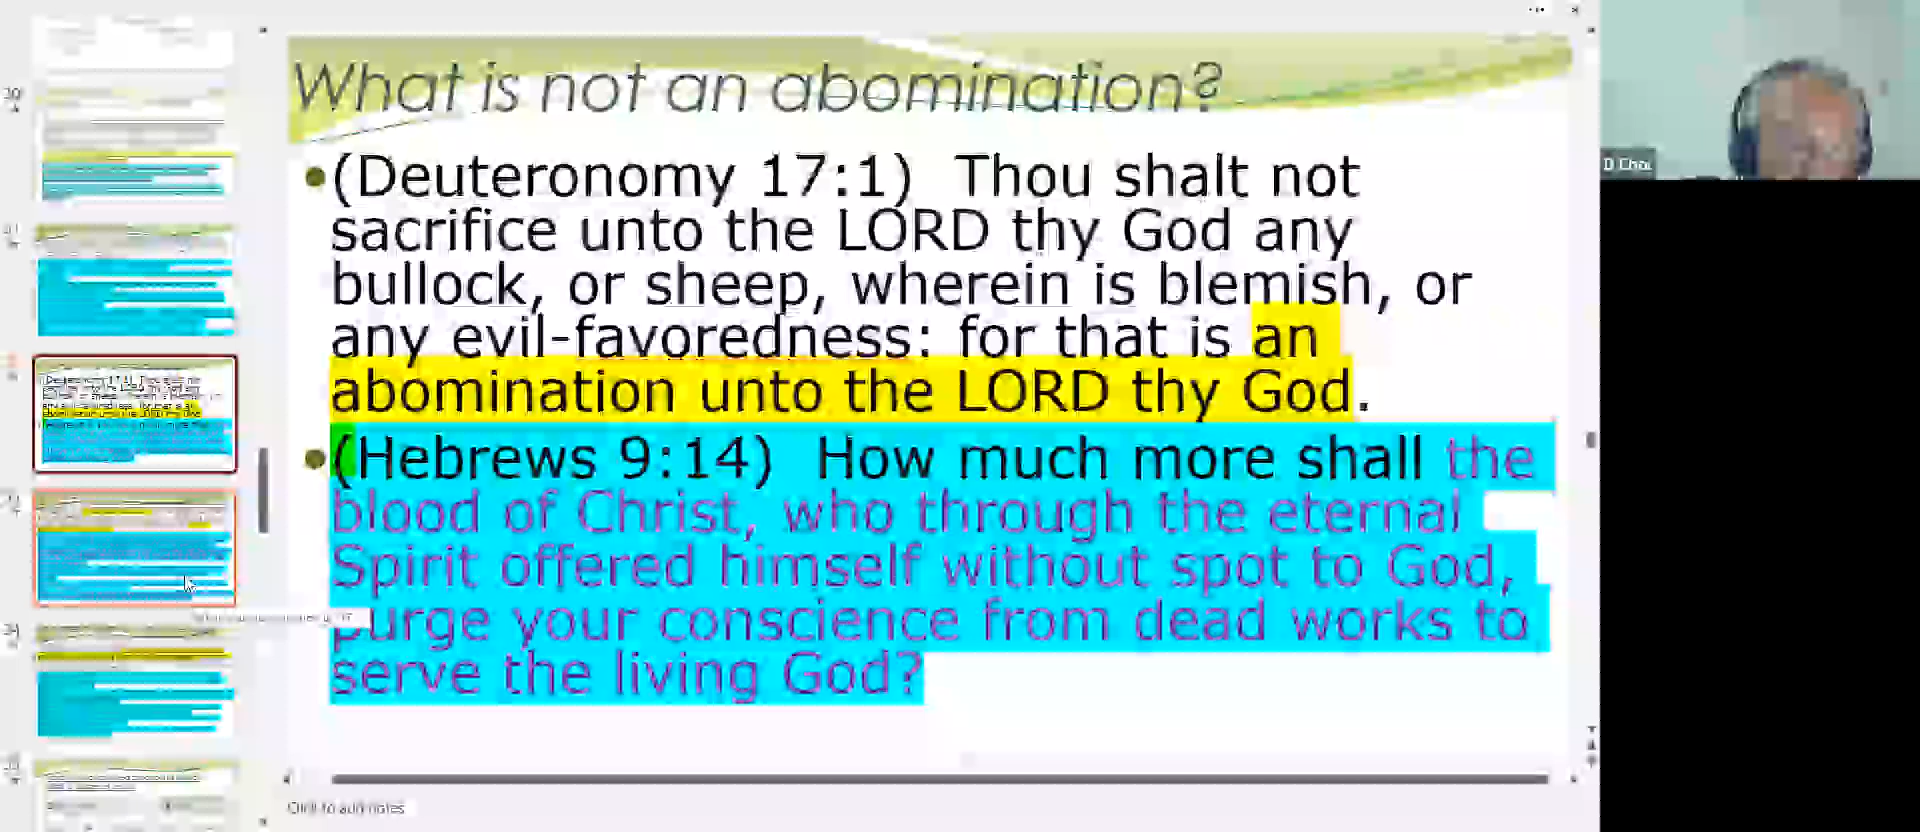 What is not an abomination?
•(Deuteronomy 17:1) Thou shalt not
sacrifice unto the LORD thy God any
bullock, or sheep, wherein is blemish, or
any evil-favoredness: for that is an
abomination unto the LORD thy God.
•(Hebrews 9:14) How much more shall the
blood of Christ, who through the eternal
Spirit offered himself without spot to God,
purge your conscience from dead works to
serve the living God?
Click to add notes